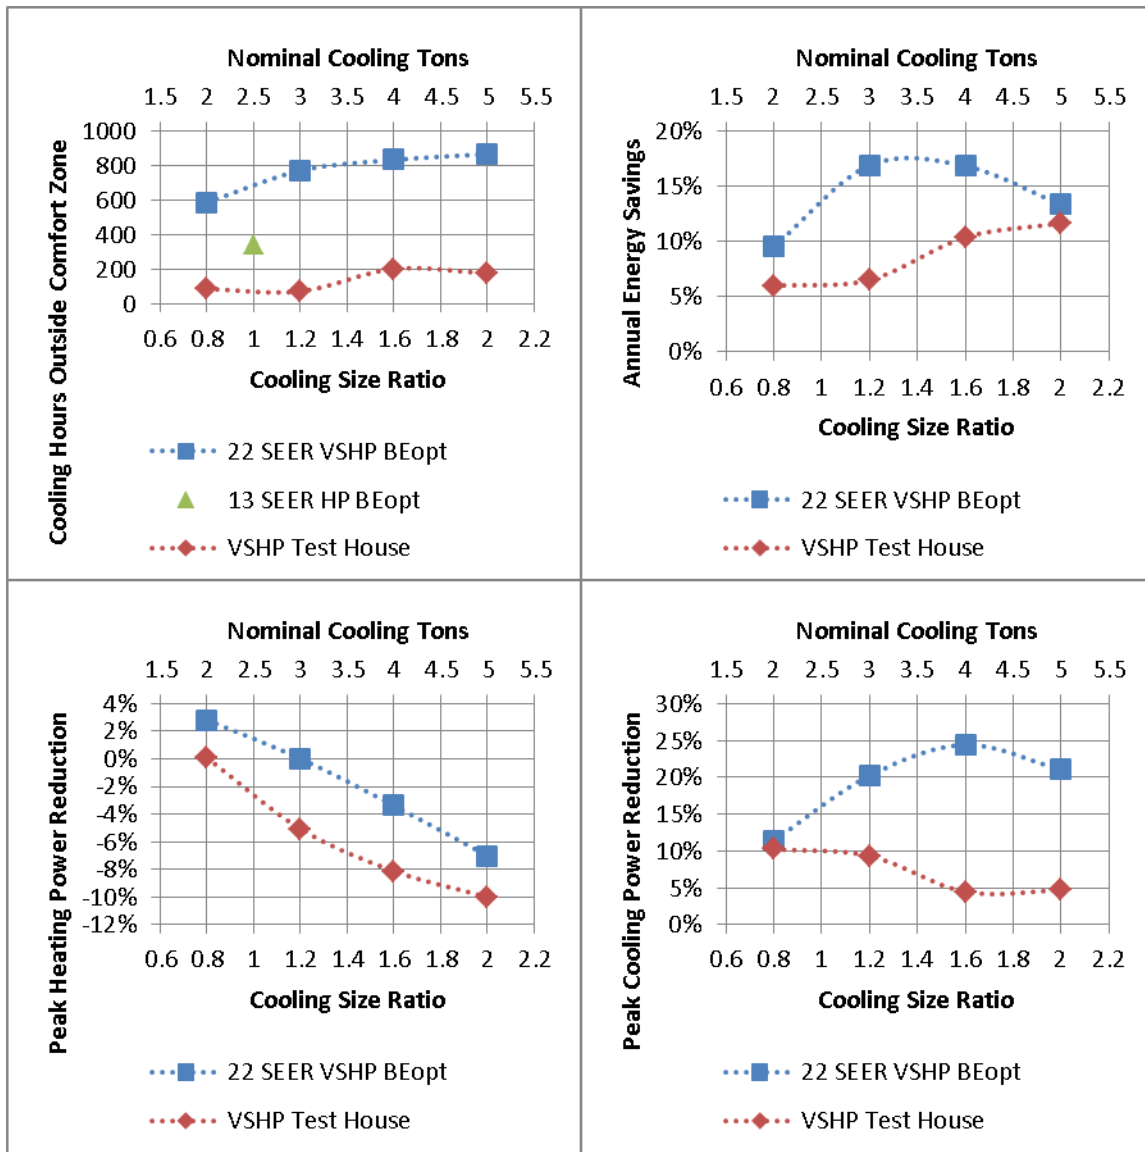 Nominal Cooling Tons
1.5 2 2.5 3 3.5 4 4.5 5 5.5
Cooling Hours Outside Comfort Zone
1000
800
600
400
200
0
0.6 0.8 1 1.2 1.4 1.6 1.8 2 2.2
Cooling Size Ratio
22 SEER VSHP BEopt
13 SEER HP BEopt
VSHP Test House
Nominal Cooling Tons
1.5 2 2.5 3 3.5 4 4.5 5 5.5
Annual Energy Savings
20%
15%
10%
5%
0%
0.6 0.8 1 1.2 1.4 1.6 1.8 2 2.2
Cooling Size Ratio
22 SEER VSHP BEopt
VSHP Test House
Nominal Cooling Tons
1.5 2 2.5 3 3.5 4 4.5 5 5.5
Peak Heating Power Reduction
4%
2%
0%
-2%
-4%
-6%
-8%
-10%
-12%
0.6 0.8 1 1.2 1.4 1.6 1.8 2 2.2
Cooling Size Ratio
22 SEER VSHP BEopt
VSHP Test House
Nominal Cooling Tons
1.5 2 2.5 3 3.5 4 4.5 5 5.5
Peak Cooling Power Reduction
30%
25%
20%
15%
10%
5%
0%
0.6 0.8 1 1.2 1.4 1.6 1.8 2 2.2
Cooling Size Ratio
22 SEER VSHP BEopt
VSHP Test House